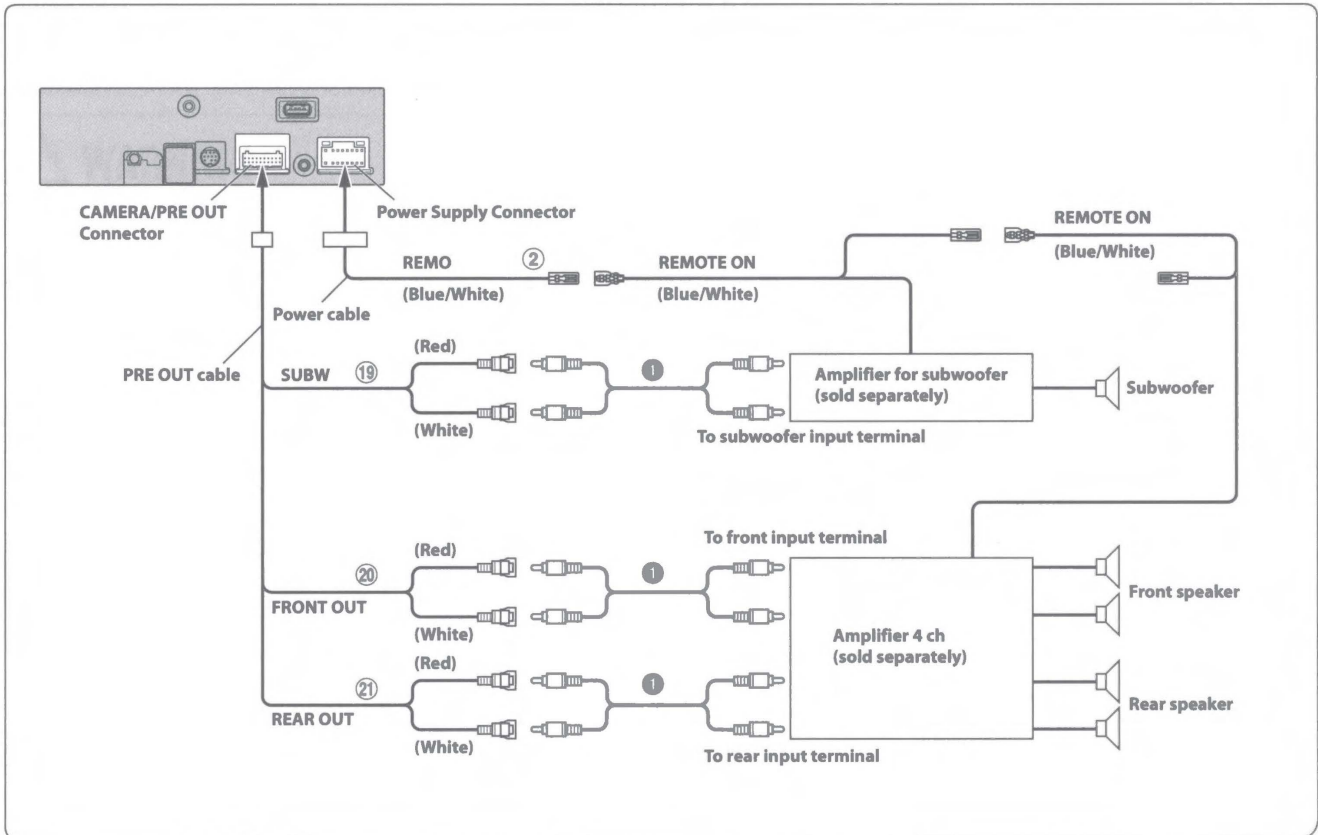 CAMERA/PRE OUT
Connector
Power Supply Connector
REMOTE ON
(Blue/White)
REMO
②
(Blue/White)
REMOTE ON
(Blue/White)
Power cable
PRE OUT cable
SUBW
⑲
(Red)
(White)
❶
Amplifier for subwoofer
(sold separately)
Subwoofer
To subwoofer input terminal
To front input terminal
(Red)
⑳
FRONT OUT
(White)
❶
Front speaker
Amplifier 4 ch
(sold separately)
(Red)
㉑
REAR OUT
(White)
❶
Rear speaker
To rear input terminal